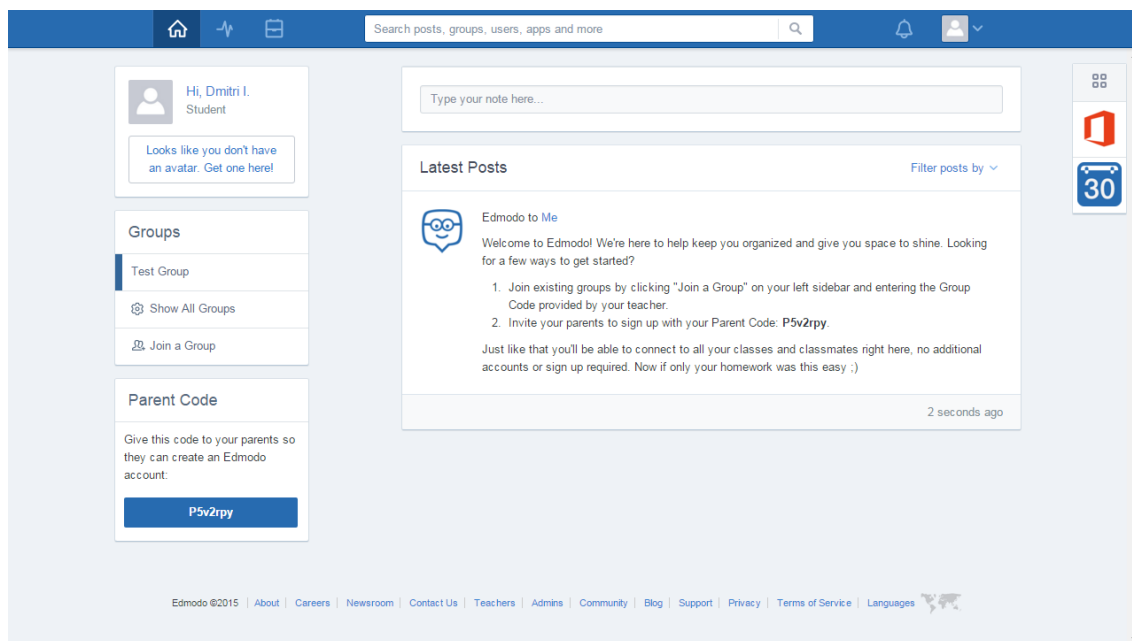 Search posts, groups, users, apps and more
Hi, Dmitri I.
Student
Looks like you don't have
an avatar. Get one here!
Groups
Test Group
Show All Groups
Join a Group
Parent Code
Give this code to your parents so
they can create an Edmodo
account:
P5v2rpy
Type your note here...
Latest Posts
Filter posts by
Edmodo to Me
Welcome to Edmodo! We're here to help keep you organized and give you space to shine. Looking
for a few ways to get started?
1. Join existing groups by clicking "Join a Group" on your left sidebar and entering the Group
Code provided by your teacher.
2. Invite your parents to sign up with your Parent Code: P5v2rpy.
Just like that you'll be able to connect to all your classes and classmates right here, no additional
accounts or sign up required. Now if only your homework was this easy ;)
2 seconds ago
30
Edmodo ©2015 | About | Careers | Newsroom | Contact Us | Teachers | Admins | Community | Blog | Support | Privacy | Terms of Service | Languages